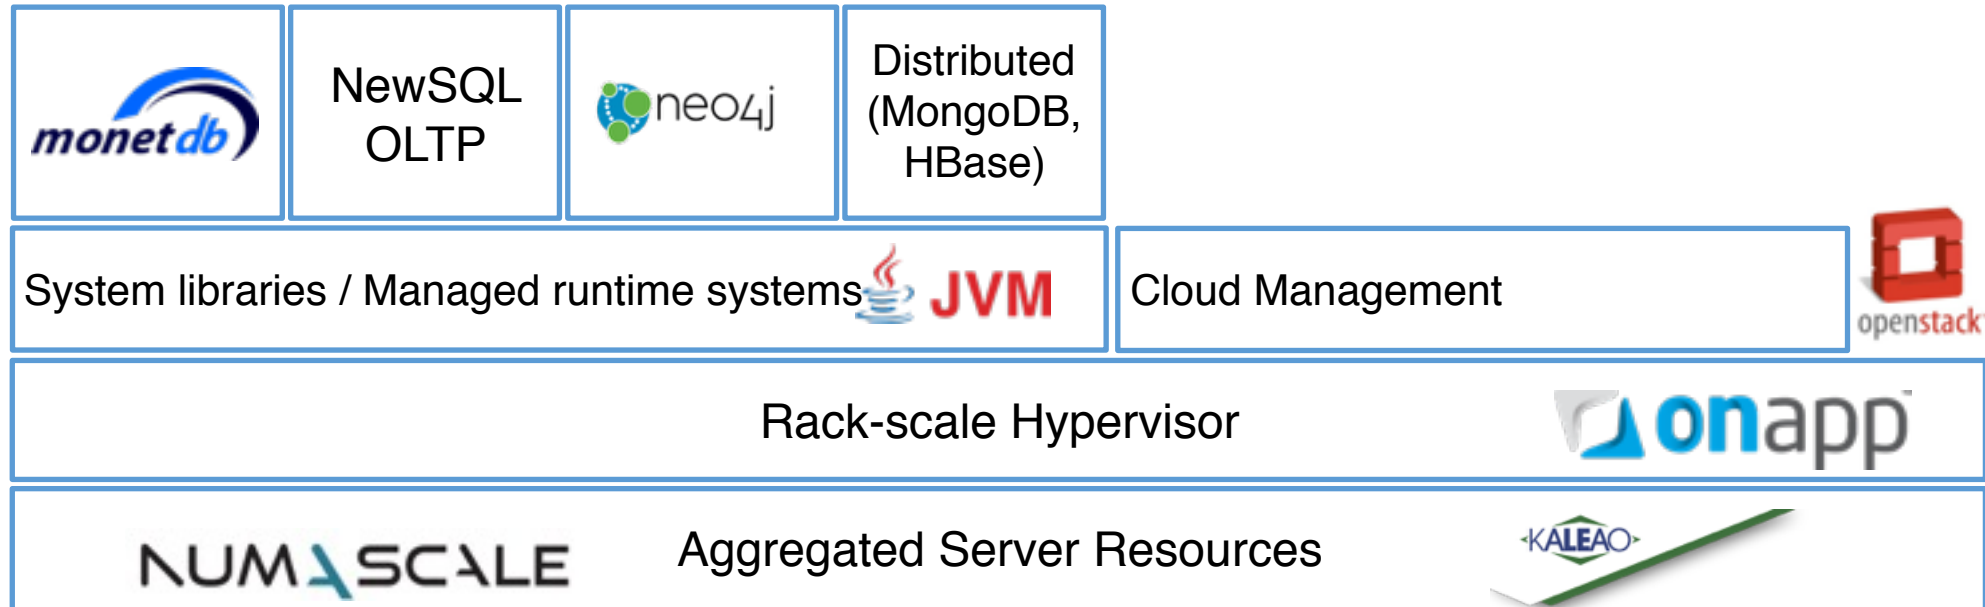 monetdb
NewSQL
OLTP
neo4j
Distributed
(MongoDB,
HBase)
System libraries / Managed runtime systems
JVM
Cloud Management
openstack
Rack-scale Hypervisor
onapp
NUMASCALE
Aggregated Server Resources
KALEAO